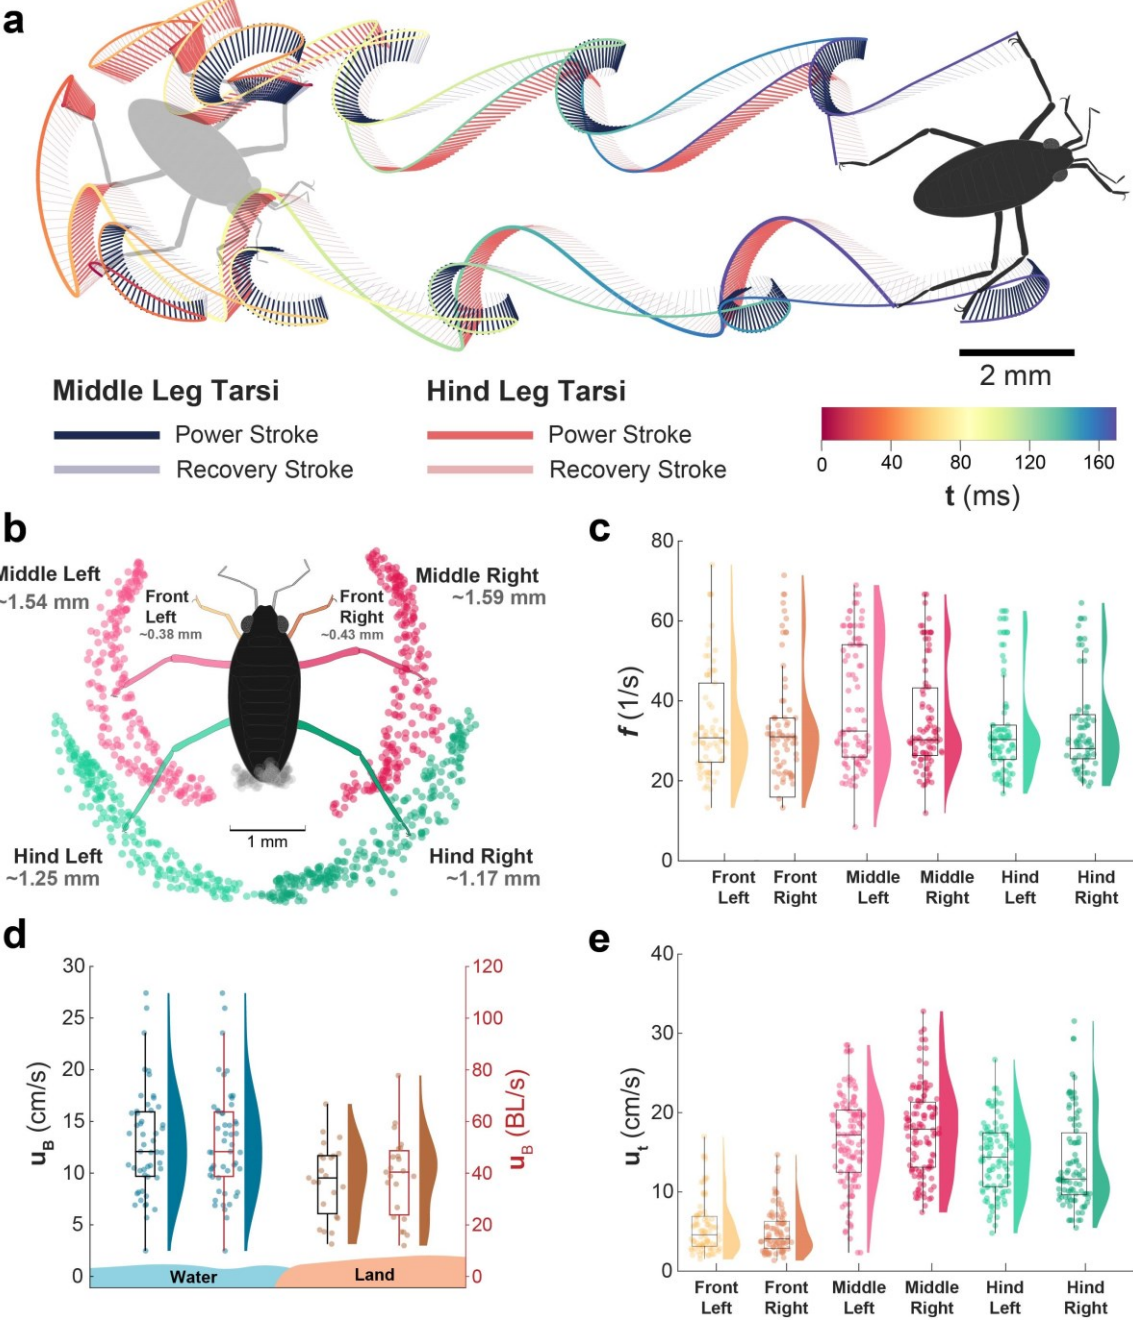 a
2 mm
Middle Leg Tarsi
Power Stroke
Recovery Stroke
Hind Leg Tarsi
Power Stroke
Recovery Stroke
0 40 80 120 160
t (ms)
b
Middle Left
~1.54 mm
Front
Left
~0.38 mm
Front
Right
~0.43 mm
Middle Right
~1.59 mm
1 mm
Hind Left
~1.25 mm
Hind Right
~1.17 mm
c
80
60
40
20
0
f (1/s)
Front Left
Front Right
Middle Left
Middle Right
Hind Left
Hind Right
d
30
25
20
15
10
5
0
uB (cm/s)
120
100
80
60
40
20
0
uB (BL/s)
Water
Land
e
40
30
20
10
0
ut (cm/s)
Front Left
Front Right
Middle Left
Middle Right
Hind Left
Hind Right